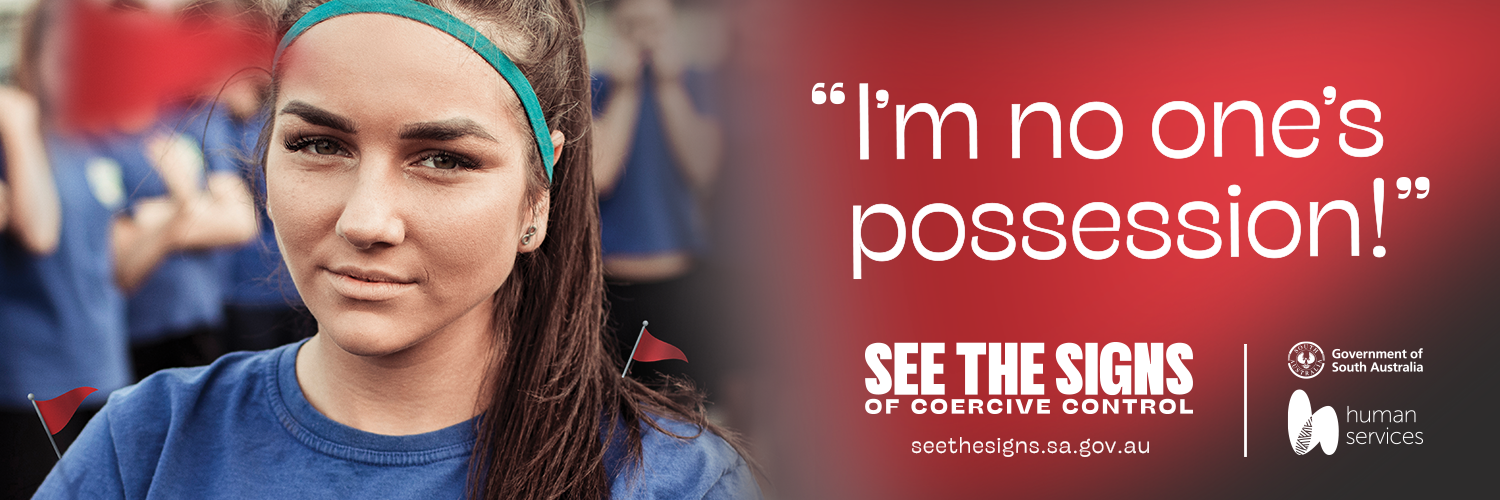 “I’m no one’s
possession!”
SEE THE SIGNS
OF COERCIVE CONTROL
seethesigns.sa.gov.au
Government of
South Australia
human
services